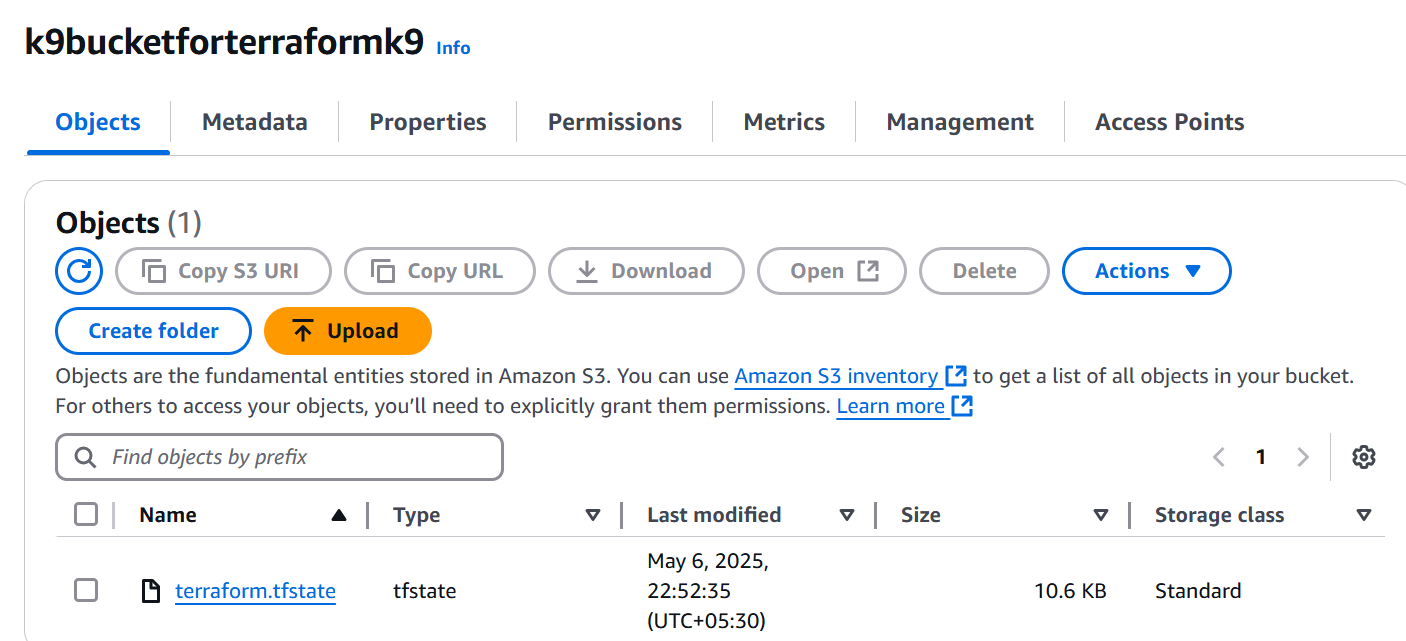 k9bucketforterraformk9 Info
Objects Metadata Properties Permissions Metrics Management Access Points
Objects (1)
Copy S3 URI Copy URL Download Open Delete Actions
Create folder Upload
Objects are the fundamental entities stored in Amazon S3. You can use Amazon S3 inventory to get a list of all objects in your bucket.
For others to access your objects, you’ll need to explicitly grant them permissions. Learn more
Find objects by prefix 1
Name Type Last modified Size Storage class
May 6, 2025,
terraform.tfstate tfstate 22:52:35 10.6 KB Standard
(UTC+05:30)